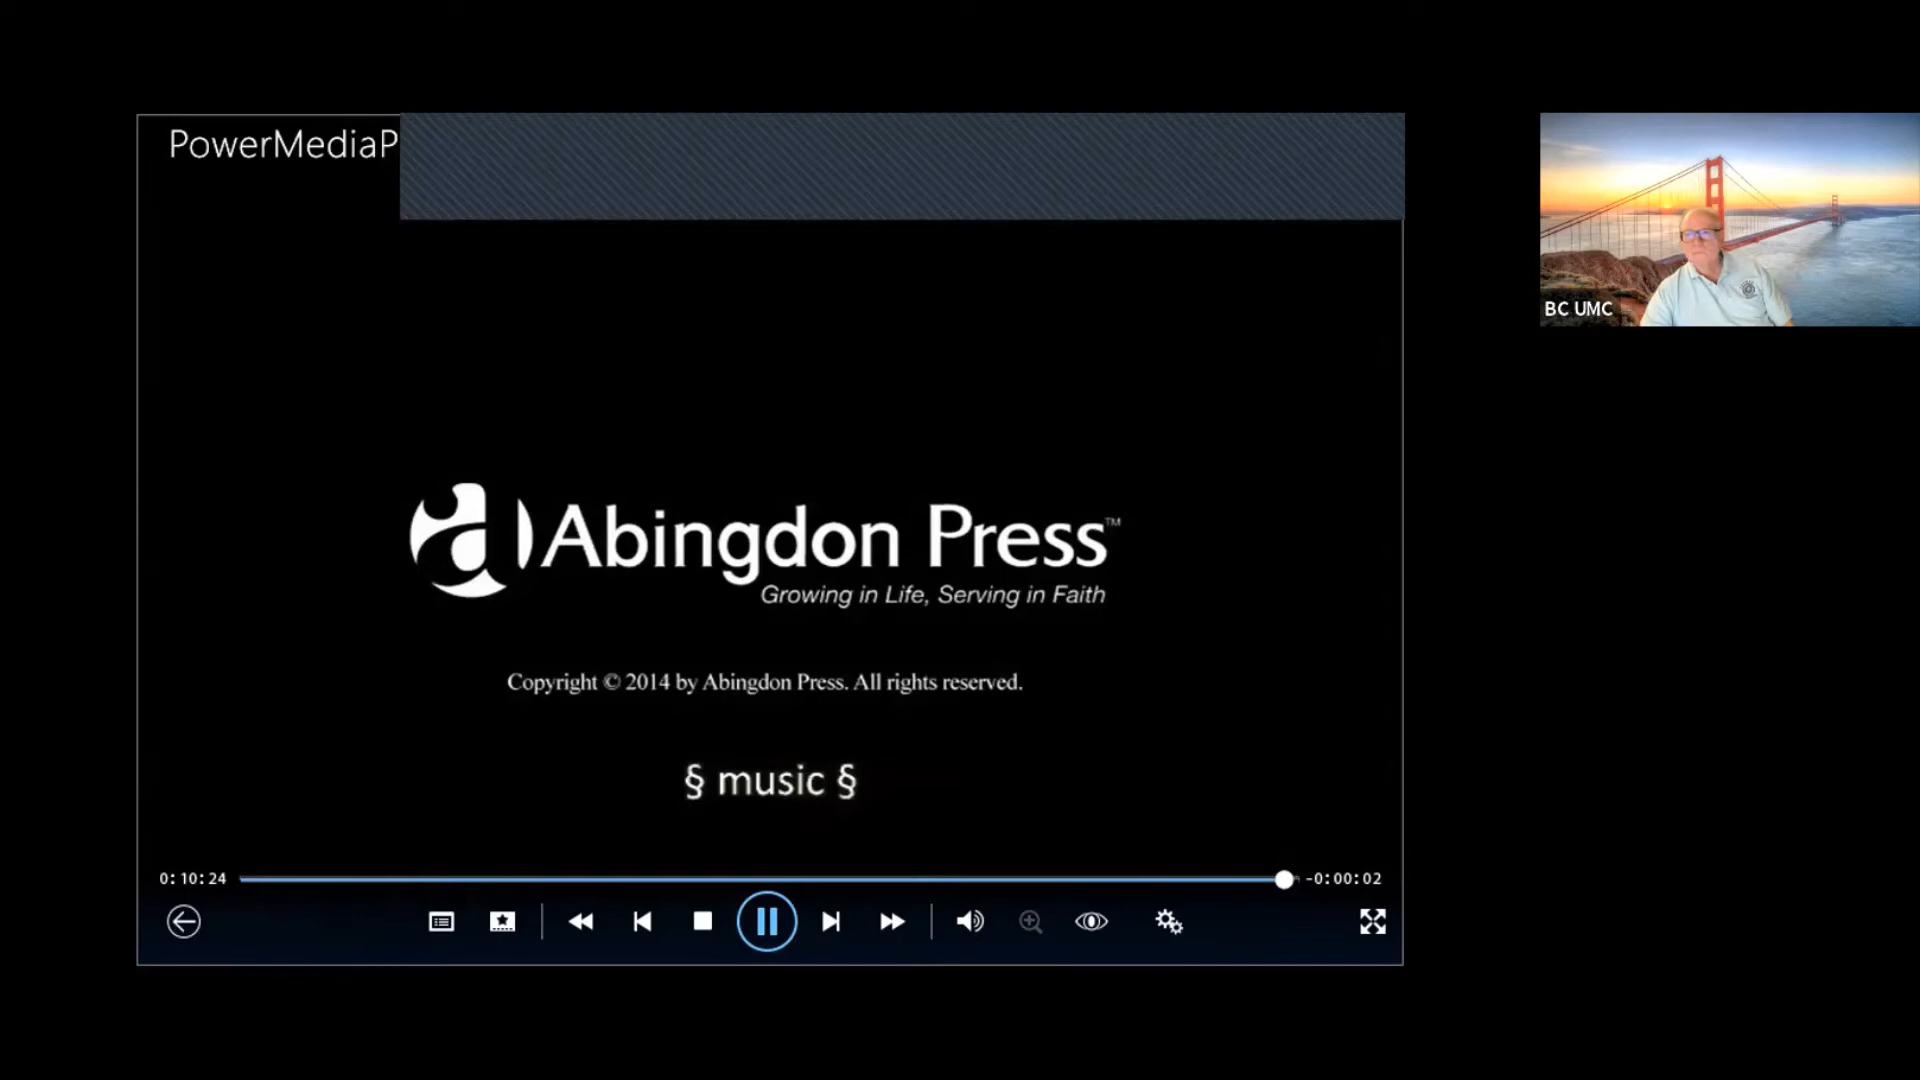 PowerMediaP
BC UMC
Abingdon Press™
Growing in Life, Serving in Faith
Copyright © 2014 by Abingdon Press. All rights reserved.
§ music §
0:10:24
-0:00:02